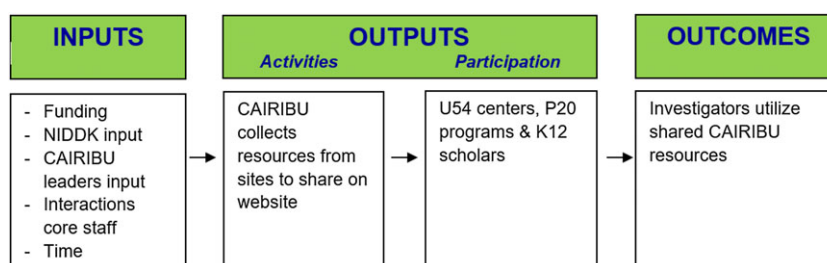 INPUTS
OUTPUTS
Activities
Participation
OUTCOMES
- Funding
- NIDDK input
- CAIRIBU
leaders input
- Interactions
core staff
- Time
CAIRIBU
collects
resources from
sites to share on
website
U54 centers, P20
programs & K12
scholars
Investigators utilize
shared CAIRIBU
resources